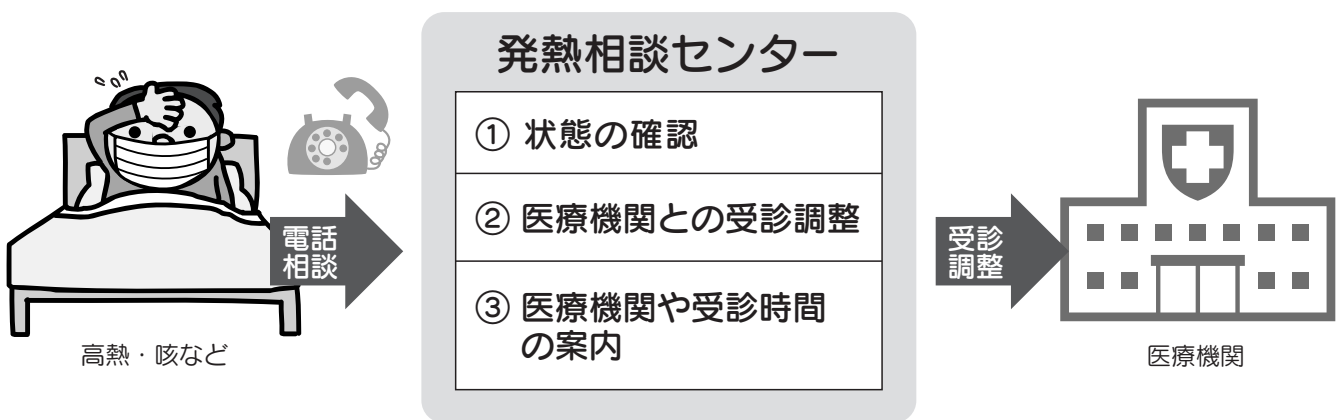 発熱相談センター
① 状態の確認
② 医療機関との受診調整
③ 医療機関や受診時間
の案内
電話
相談
受診
調整
高熱・咳など
医療機関